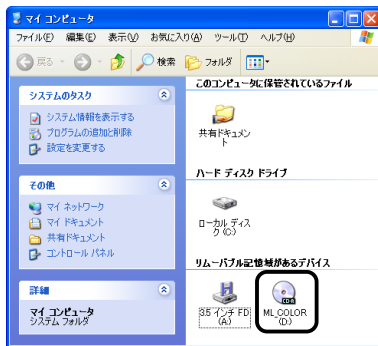 マイ コンピュータ
ファイル(F) 編集(E) 表示(V) お気に入り(A) ツール(T) ヘルプ(H)
戻る 検索 フォルダ
システムのタスク
システム情報を表示する
プログラムの追加と削除
設定を変更する
その他
マイ ネットワーク
マイ ドキュメント
共有ドキュメント
コントロール パネル
詳細
マイ コンピュータ
システム フォルダ
このコンピュータに保管されているファイル
共有ドキュメン
ト
ハード ディスク ドライブ
ローカル ディス
ク (C:)
リムーバブル記憶域があるデバイス
3.5 インチ FD
(A:)
CD-R
ML_COLOR
(D:)